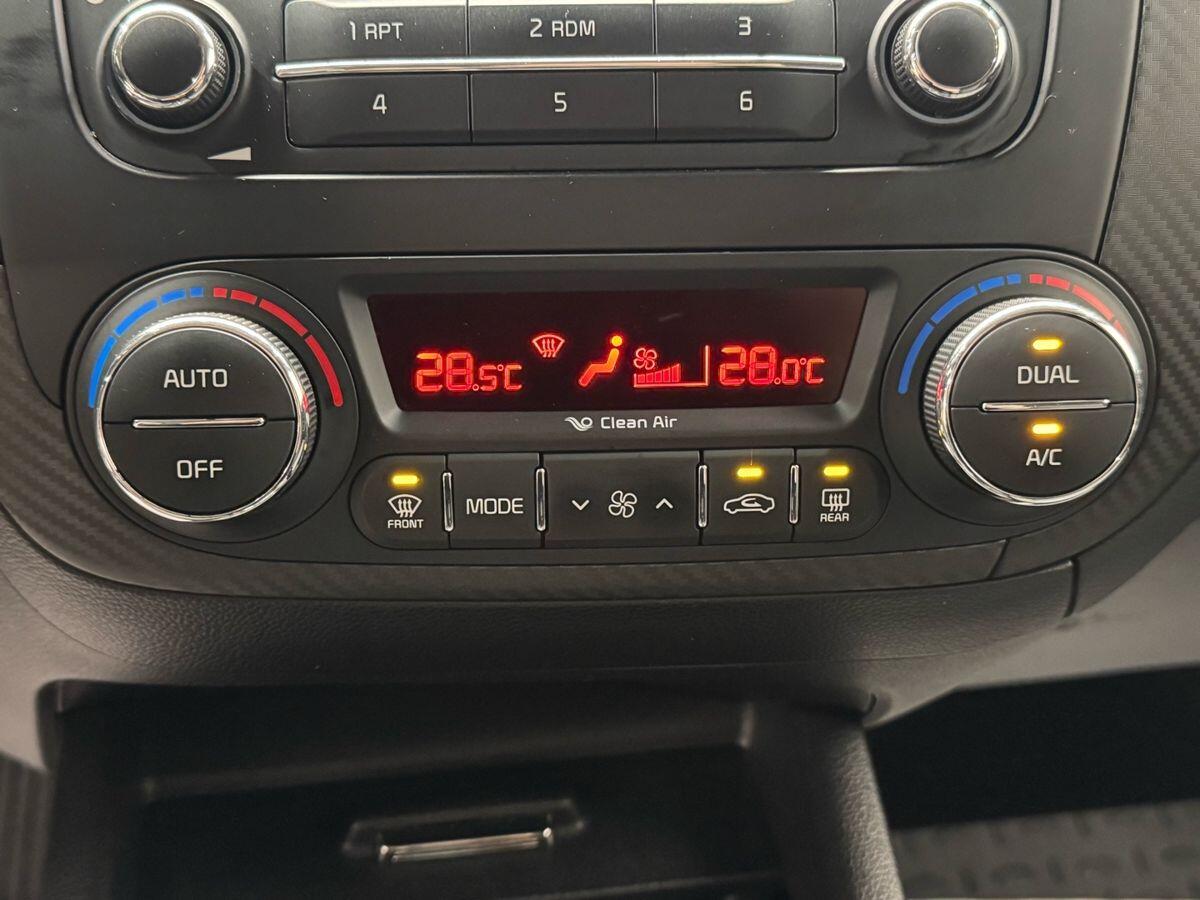 1 RPT
2 RDM
3
4
5
6
AUTO
OFF
28.5°C
28.0°C
Clean Air
DUAL
A/C
FRONT
MODE
REAR